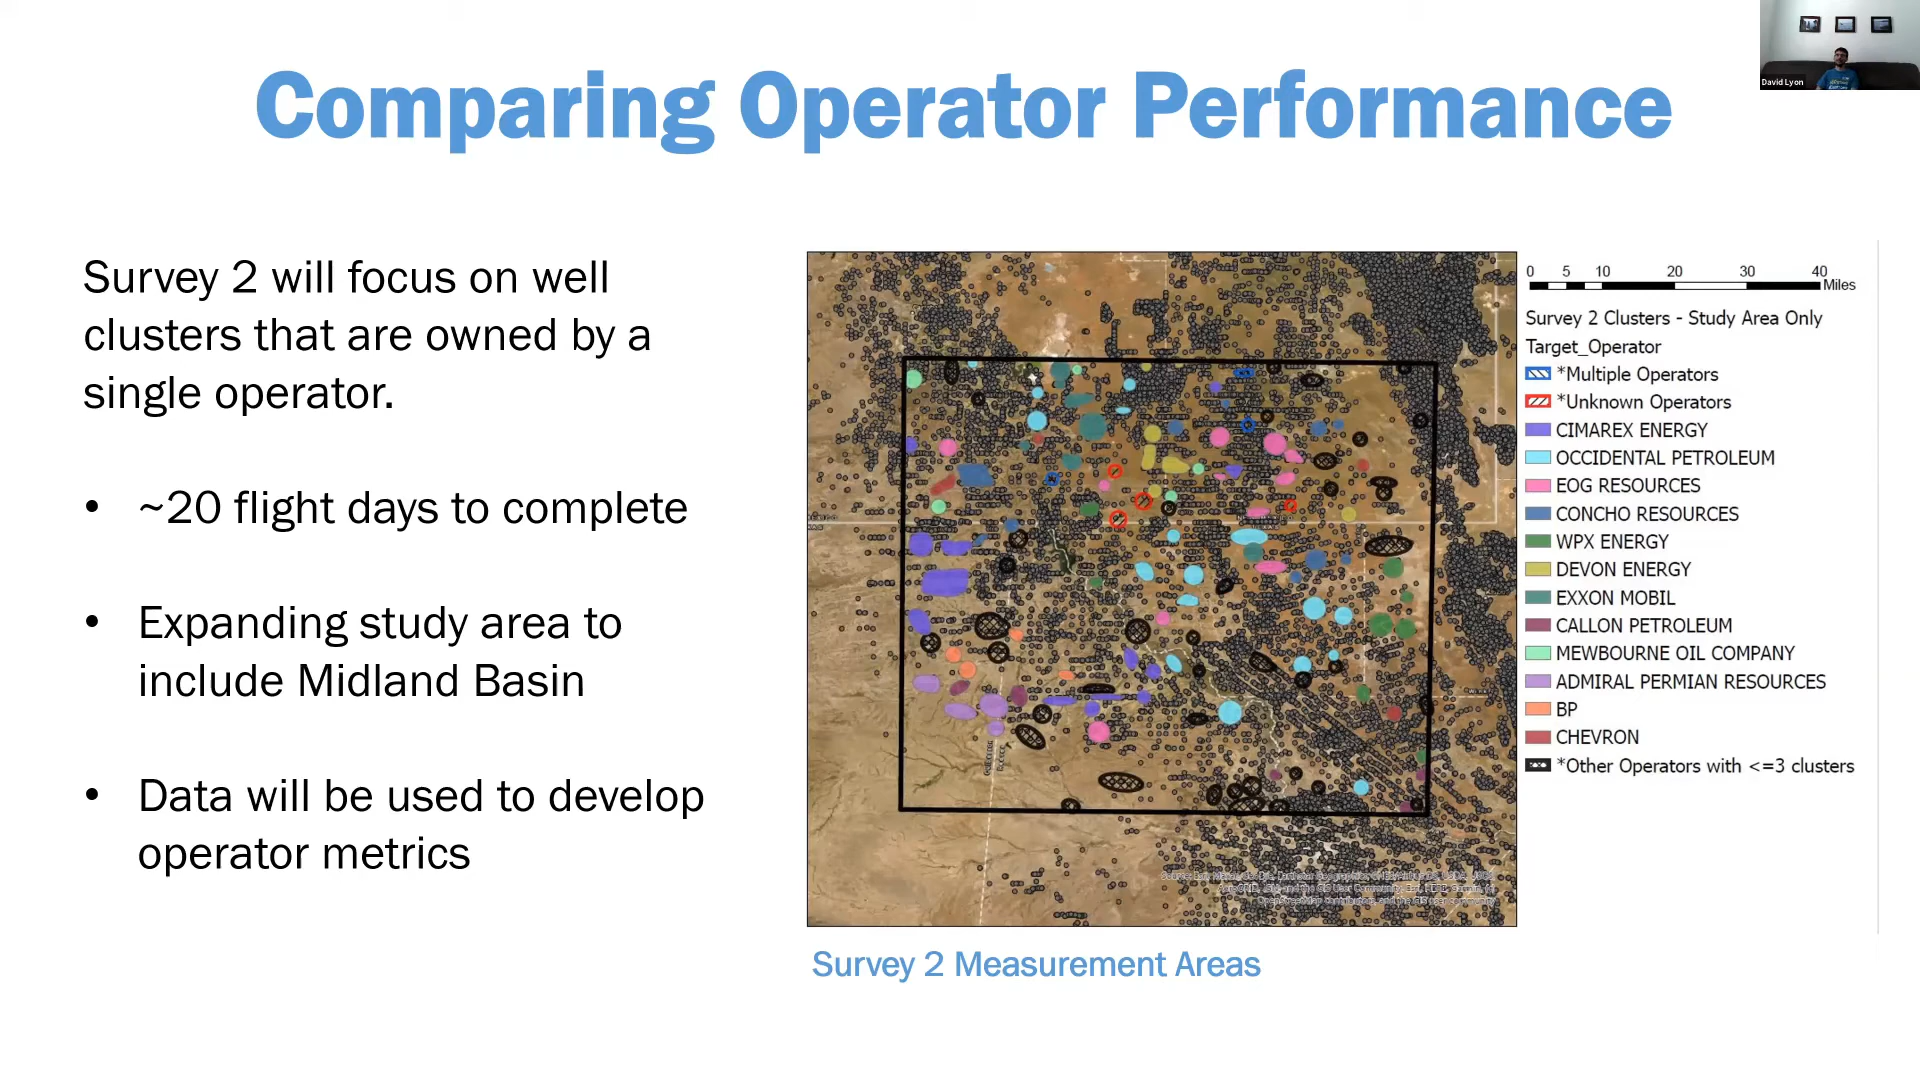 David Lyon
Comparing Operator Performance
Survey 2 will focus on well
clusters that are owned by a
single operator.
• ~20 flight days to complete
• Expanding study area to
include Midland Basin
• Data will be used to develop
operator metrics
0 5 10 20 30 40
Miles
Survey 2 Clusters - Study Area Only
Target_Operator
*Multiple Operators
*Unknown Operators
CIMAREX ENERGY
OCCIDENTAL PETROLEUM
EOG RESOURCES
CONCHO RESOURCES
WPX ENERGY
DEVON ENERGY
EXXON MOBIL
CALLON PETROLEUM
MEWBOURNE OIL COMPANY
ADMIRAL PERMIAN RESOURCES
BP
CHEVRON
*Other Operators with <=3 clusters
Survey 2 Measurement Areas